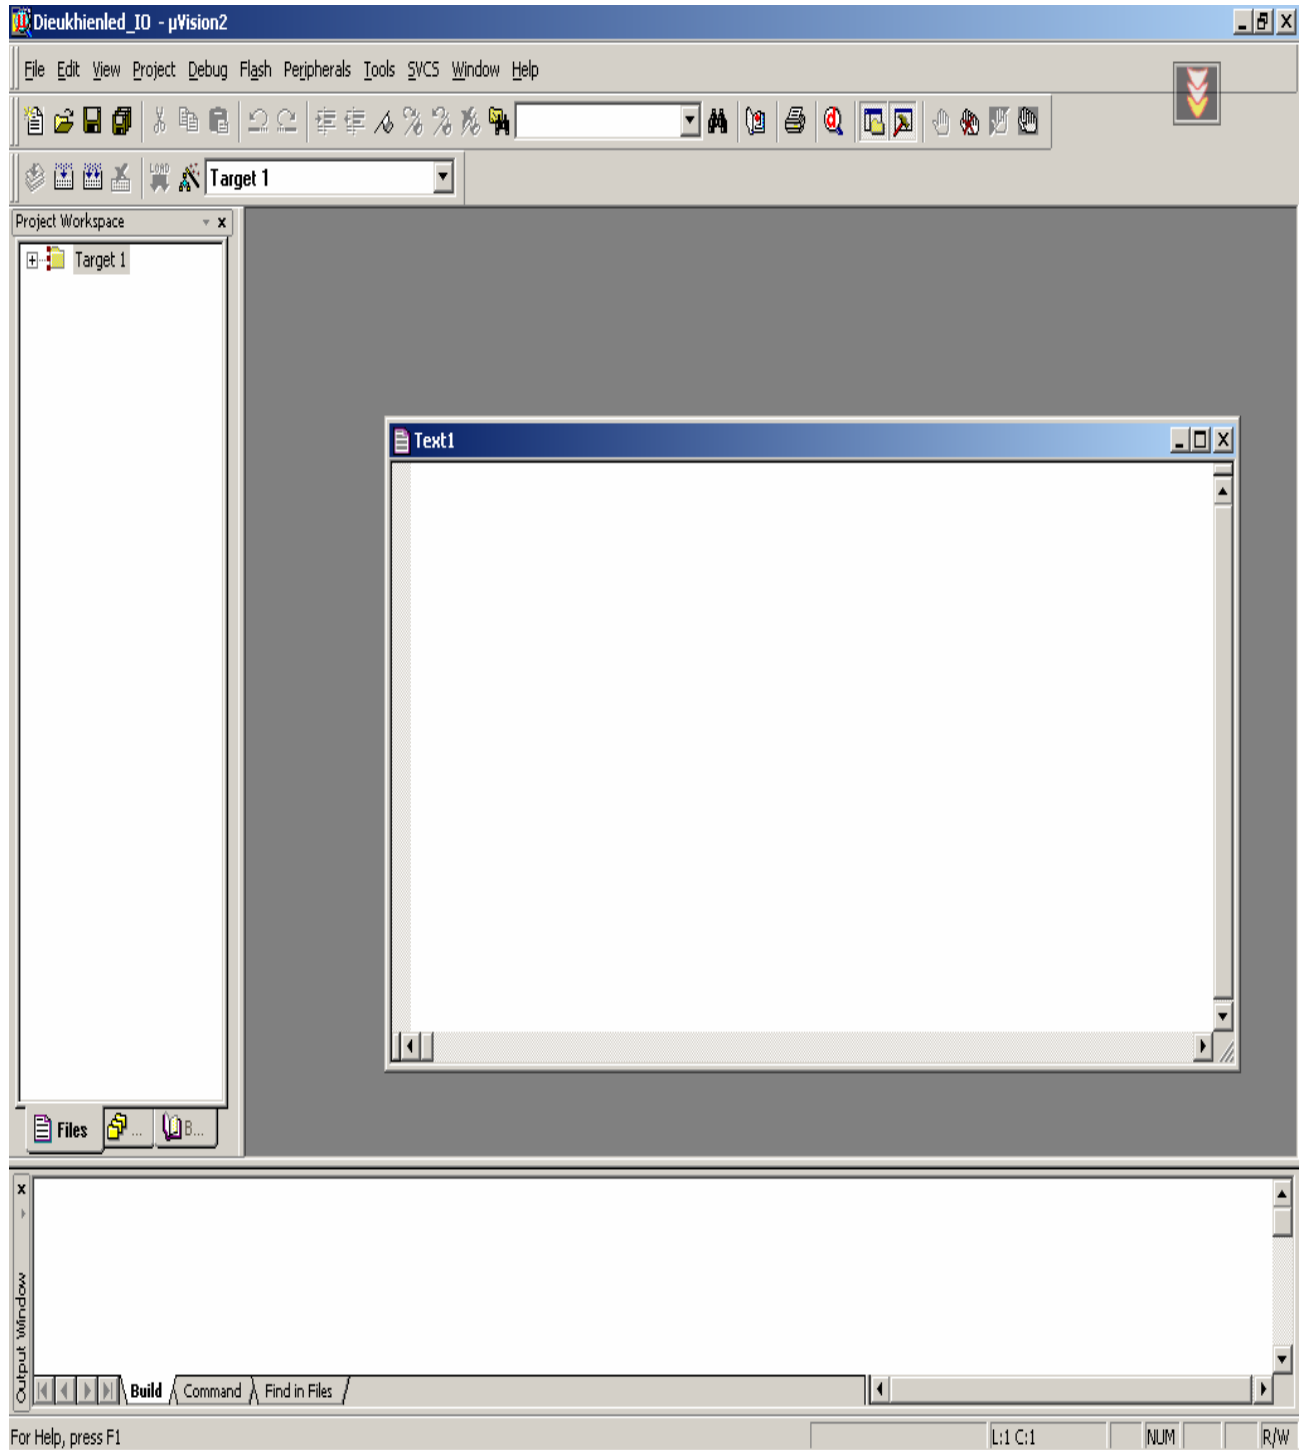 Dieukhienled_IO - µVision2
File Edit View Project Debug Flash Peripherals Tools SVCS Window Help
LOAD Target 1
Project Workspace
Target 1
Text1
Files ... B...
Output Window
Build Command Find in Files
For Help, press F1 L:1 C:1 NUM R/W